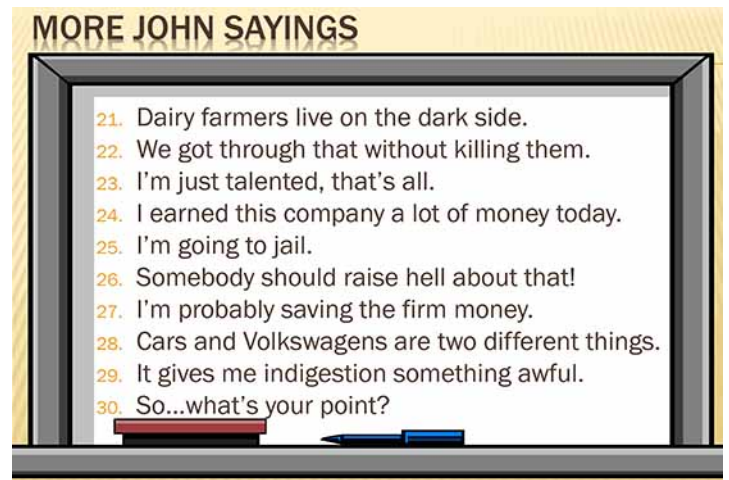 MORE JOHN SAYINGS
21. Dairy farmers live on the dark side.
22. We got through that without killing them.
23. I'm just talented, that's all.
24. I earned this company a lot of money today.
25. I'm going to jail.
26. Somebody should raise hell about that!
27. I'm probably saving the firm money.
28. Cars and Volkswagens are two different things.
29. It gives me indigestion something awful.
30. So...what's your point?